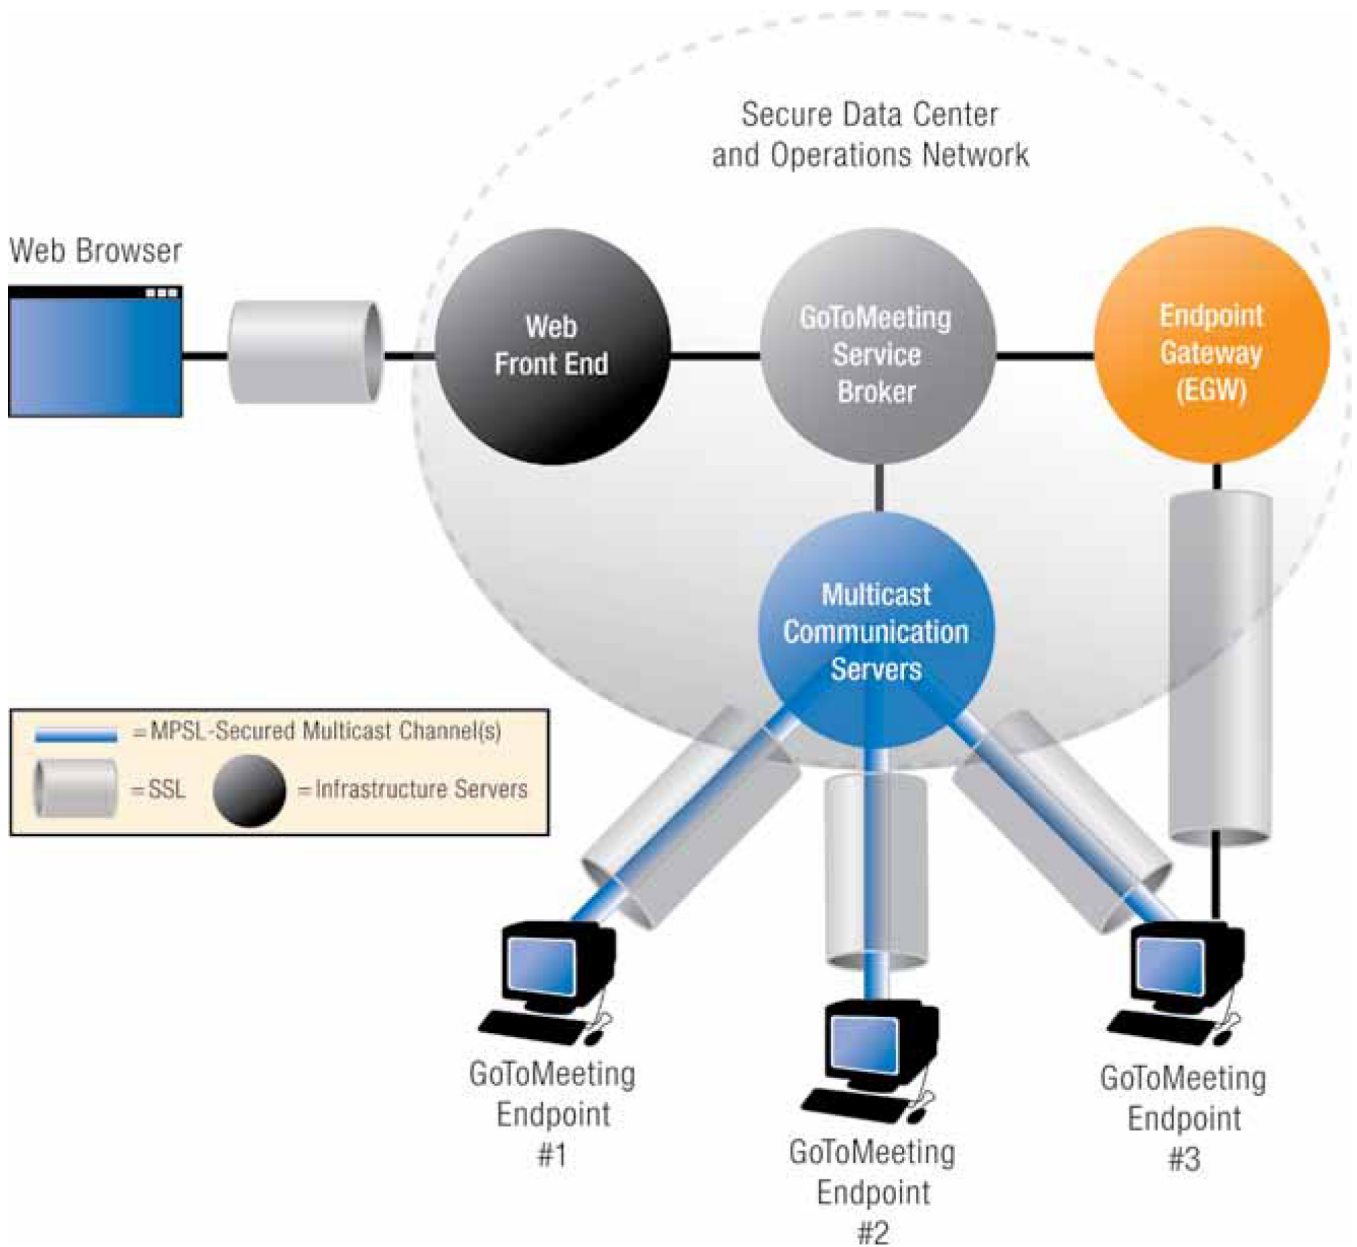 Secure Data Center
and Operations Network
Web Browser
Web
Front End
GoToMeeting
Service
Broker
Endpoint
Gateway
(EGW)
Multicast
Communication
Servers
= MPSL-Secured Multicast Channel(s)
= SSL
= Infrastructure Servers
GoToMeeting
Endpoint
#1
GoToMeeting
Endpoint
#2
GoToMeeting
Endpoint
#3